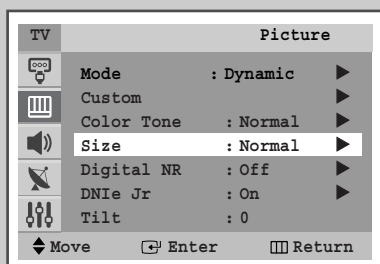 TV Picture
Mode : Dynamic
Custom
Color Tone : Normal
Size : Normal
Digital NR : Off
DNIe Jr : On
Tilt : 0
Move Enter Return